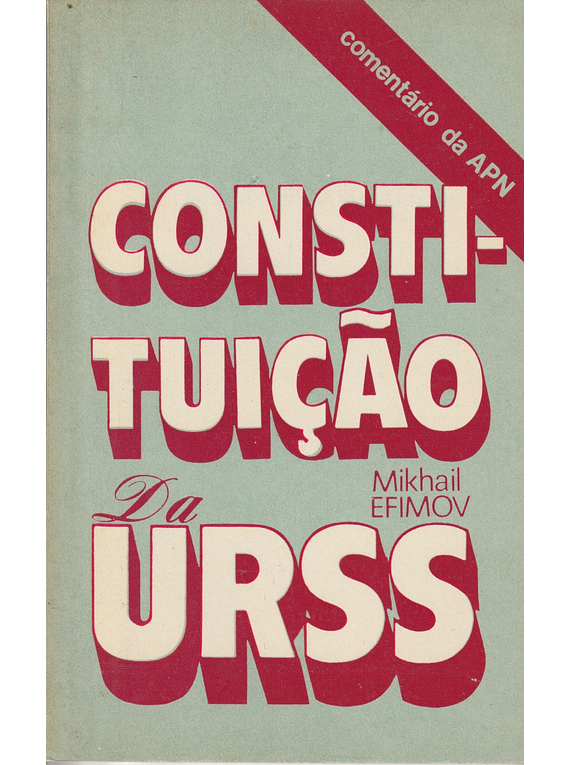 comentário da APN
CONSTI-
TUIÇÃO
Da
Mikhail
EFIMOV
URSS